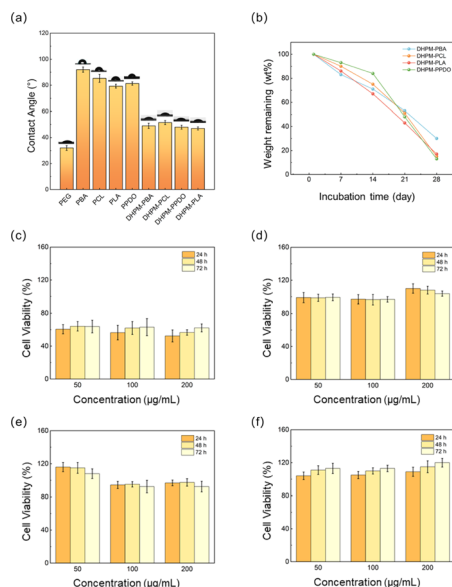 (a)
120
100
80
60
40
20
0
Contact Angle (°)
PEG
PBA
PCL
PLA
PPDO
DHPM-PBA
DHPM-PCL
DHPM-PPDO
DHPM-PLA
(b)
DHPM-PBA
DHPM-PCL
DHPM-PLA
DHPM-PPDO
100
80
60
40
20
0
Weight remaining (wt%)
0 7 14 21 28
Incubation time (day)
(c)
24 h
48 h
72 h
160
120
80
40
0
Cell Viability (%)
50 100 200
Concentration (μg/mL)
(d)
24 h
48 h
72 h
160
120
80
40
0
Cell Viability (%)
50 100 200
Concentration (μg/mL)
(e)
24 h
48 h
72 h
160
120
80
40
0
Cell Viability (%)
50 100 200
Concentration (μg/mL)
(f)
24 h
48 h
72 h
160
120
80
40
0
Cell Viability (%)
50 100 200
Concentration (μg/mL)